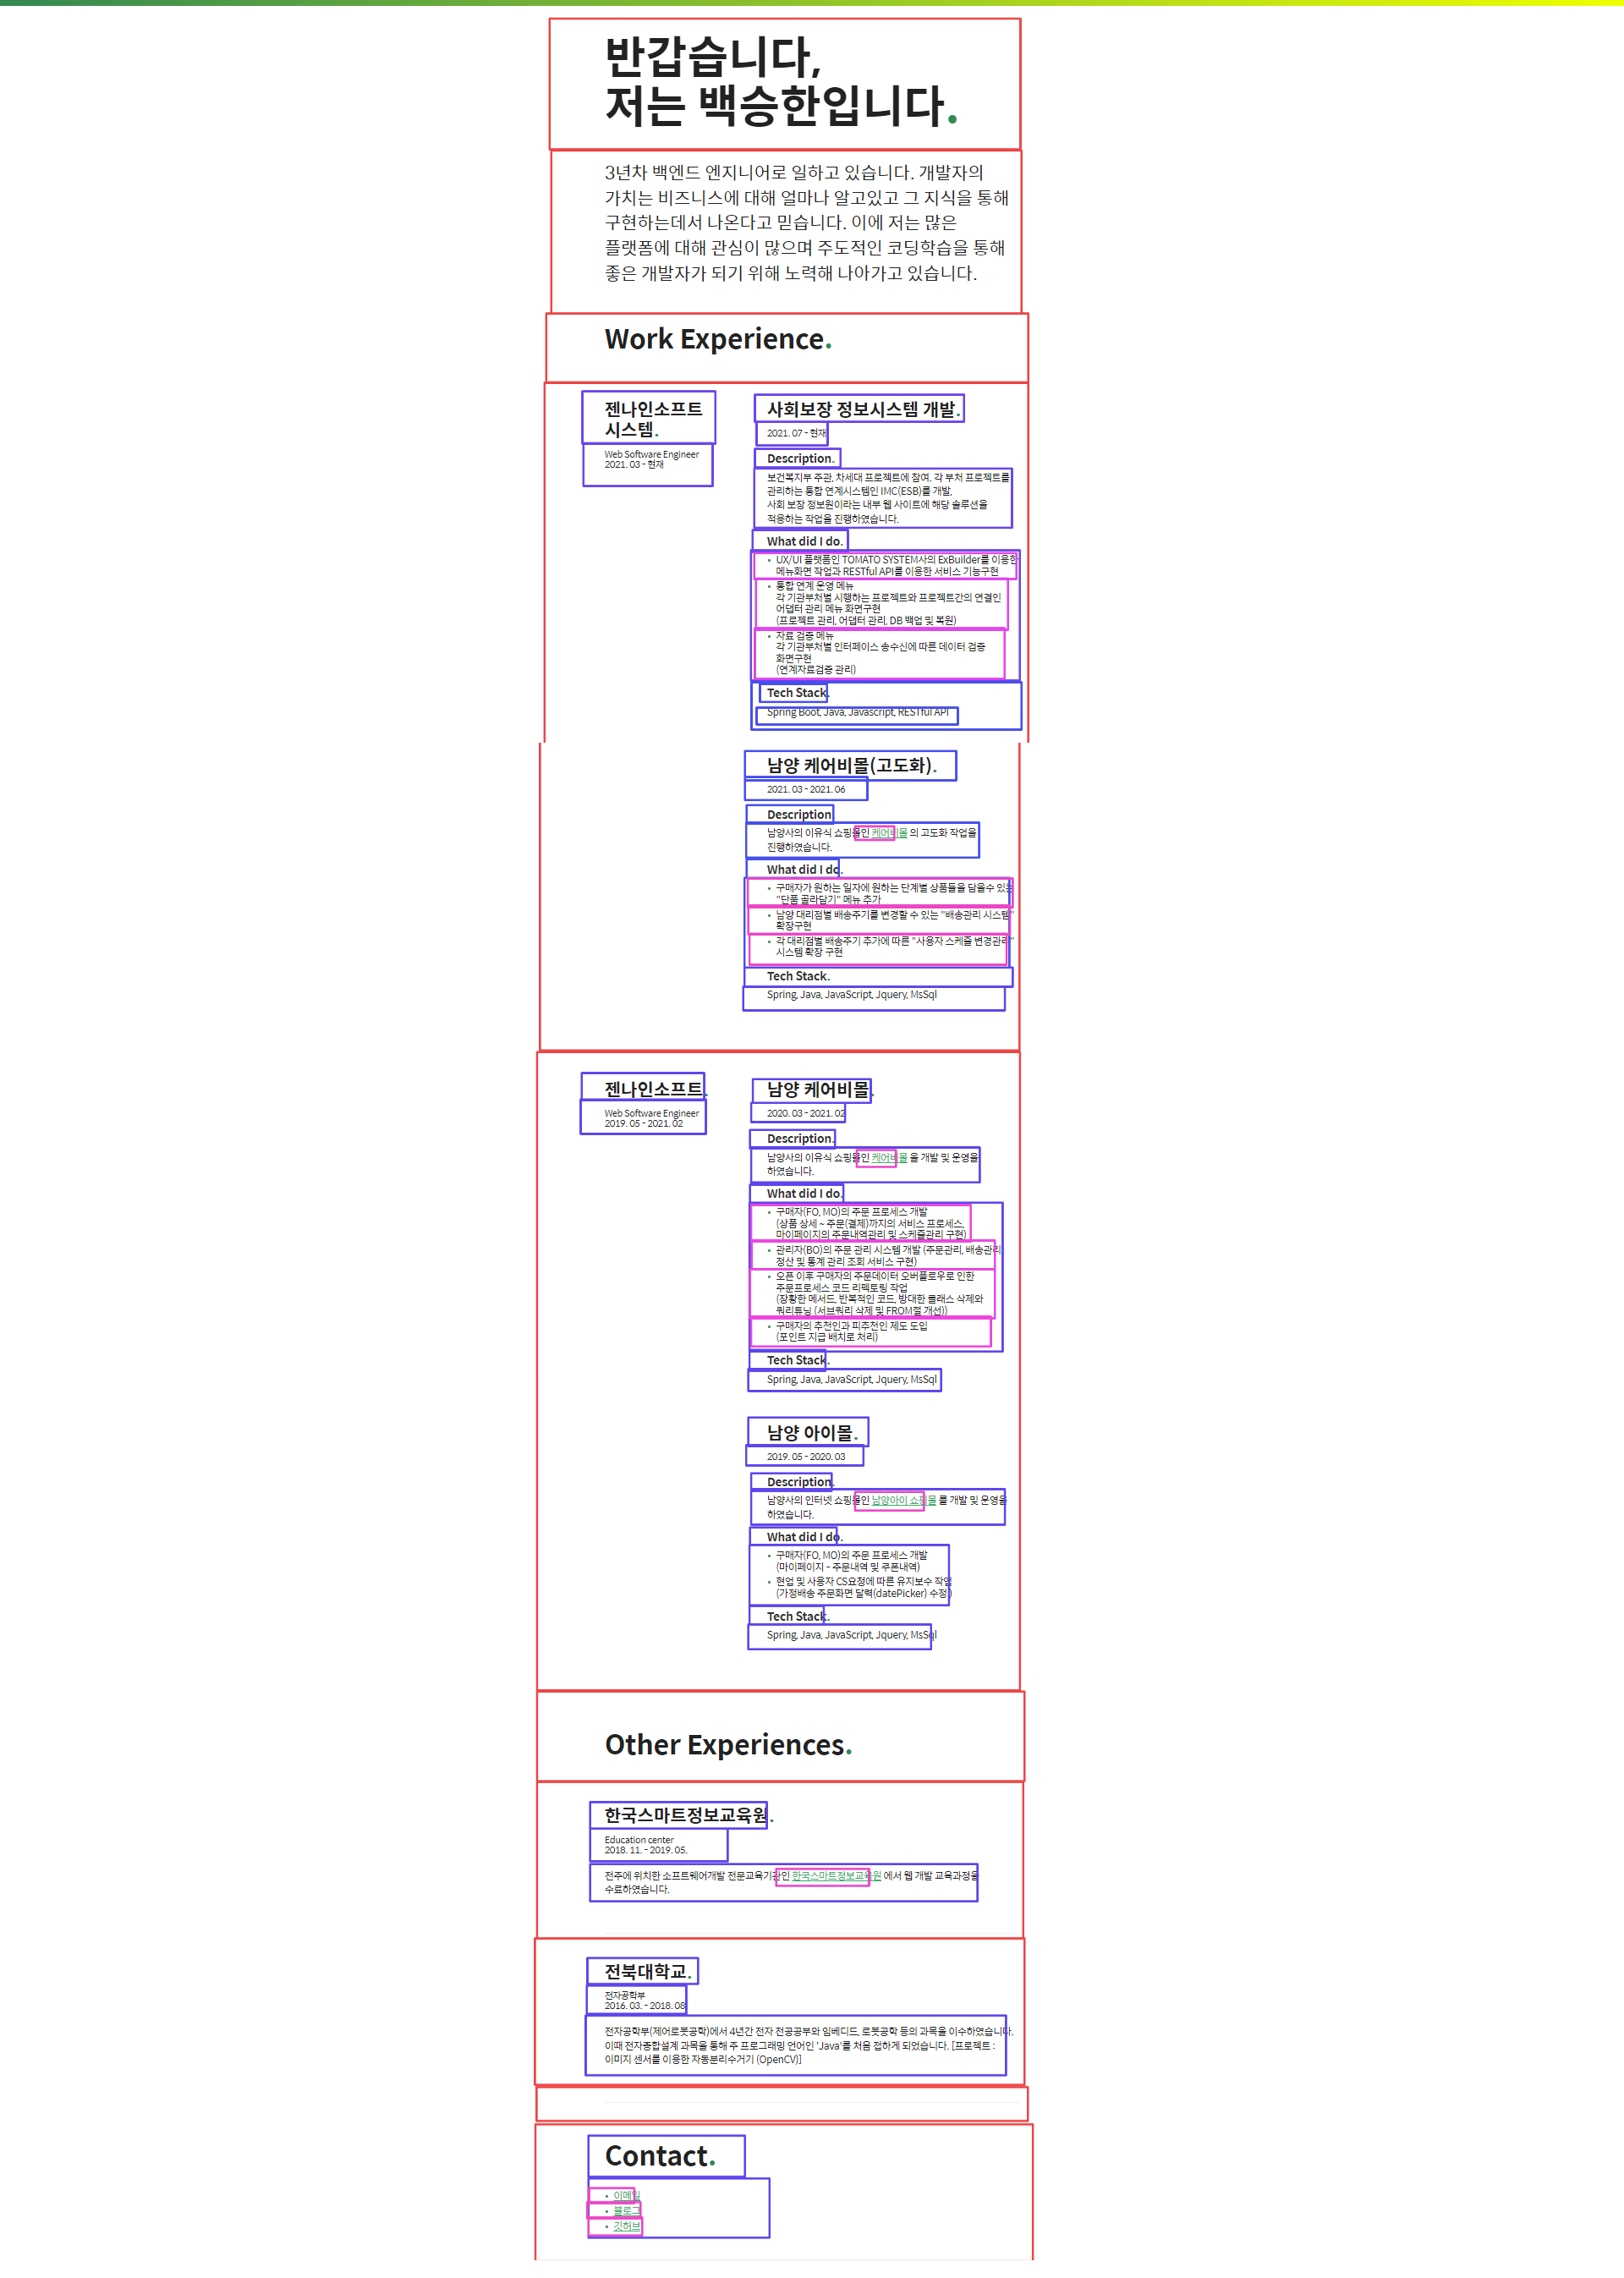 반갑습니다,
저는 백승한입니다.
3년차 백엔드 엔지니어로 일하고 있습니다. 개발자의
가치는 비즈니스에 대해 얼마나 알고있고 그 지식을 통해
구현하는데서 나온다고 믿습니다. 이에 저는 많은
플랫폼에 대해 관심이 많으며 주도적인 코딩학습을 통해
좋은 개발자가 되기 위해 노력해 나아가고 있습니다.
Work Experience.
젠나인소프트
시스템.
Web Software Engineer
2021. 03 - 현재
사회보장 정보시스템 개발.
2021. 07 - 현재
Description.
보건복지부 주관, 차세대 프로젝트에 참여. 각 부처 프로젝트를
관리하는 통합 연계시스템인 IMC(ESB)를 개발,
사회 보장 정보원이라는 내부 웹 사이트에 해당 솔루션을
적용하는 작업을 진행하였습니다.
What did I do.
• UX/UI 플랫폼인 TOMATO SYSTEM사의 ExBuilder를 이용한
메뉴화면 작업과 RESTful API를 이용한 서비스 기능구현
• 통합 연계 운영 메뉴
각 기관부처별 시행하는 프로젝트와 프로젝트간의 연결인
어댑터 관리 메뉴 화면구현
(프로젝트 관리, 어댑터 관리, DB 백업 및 복원)
• 자료 검증 메뉴
각 기관부처별 인터페이스 송수신에 따른 데이터 검증
화면구현
(연계자료검증 관리)
Tech Stack.
Spring Boot, Java, Javascript, RESTful API
남양 케어비몰(고도화).
2021. 03 - 2021. 06
Description.
남양사의 이유식 쇼핑몰인 케어비몰 의 고도화 작업을
진행하였습니다.
What did I do.
• 구매자가 원하는 일자에 원하는 단계별 상품들을 담을수 있는
"단품 골라담기" 메뉴 추가
• 남양 대리점별 배송주기를 변경할 수 있는 "배송관리 시스템"
확장구현
• 각 대리점별 배송주기 추가에 따른 "사용자 스케쥴 변경관리"
시스템 확장 구현
Tech Stack.
Spring, Java, JavaScript, Jquery, MsSql
젠나인소프트.
Web Software Engineer
2019. 05 - 2021. 02
남양 케어비몰.
2020. 03 - 2021. 02
Description.
남양사의 이유식 쇼핑몰인 케어비몰 을 개발 및 운영을
하였습니다.
What did I do.
• 구매자(FO, MO)의 주문 프로세스 개발
(상품 상세 ~ 주문(결제)까지의 서비스 프로세스,
마이페이지의 주문내역관리 및 스케쥴관리 구현)
• 관리자(BO)의 주문 관리 시스템 개발 (주문관리, 배송관리
정산 및 통계 관리 조회 서비스 구현)
• 오픈 이후 구매자의 주문데이터 오버플로우로 인한
주문프로세스 코드 리펙토링 작업
(장황한 메서드, 반복적인 코드, 방대한 클래스 삭제와
쿼리튜닝 (서브쿼리 삭제 및 FROM절 개선))
• 구매자의 추천인과 피추천인 제도 도입
(포인트 지급 배치로 처리)
Tech Stack.
Spring, Java, JavaScript, Jquery, MsSql
남양 아이몰.
2019. 05 - 2020. 03
Description.
남양사의 인터넷 쇼핑몰인 남양아이 쇼핑몰 를 개발 및 운영을
하였습니다.
What did I do.
• 구매자(FO, MO)의 주문 프로세스 개발
(마이페이지 - 주문내역 및 쿠폰내역)
• 현업 및 사용자 CS요청에 따른 유지보수 작업
(가정배송 주문화면 달력(datePicker) 수정)
Tech Stack.
Spring, Java, JavaScript, Jquery, MsSql
Other Experiences.
한국스마트정보교육원.
Education center
2018. 11. - 2019. 05.
전주에 위치한 소프트웨어개발 전문교육기관인 한국스마트정보교육원 에서 웹 개발 교육과정을
수료하였습니다.
전북대학교.
전자공학부
2016. 03. - 2018. 08
전자공학부(제어로봇공학)에서 4년간 전자 전공공부와 임베디드, 로봇공학 등의 과목을 이수하였습니다.
이때 전자종합설계 과목을 통해 주 프로그래밍 언어인 'Java'를 처음 접하게 되었습니다. [프로젝트 :
이미지 센서를 이용한 자동분리수거기 (OpenCV)]
Contact.
• 이메일
• 블로그
• 깃허브